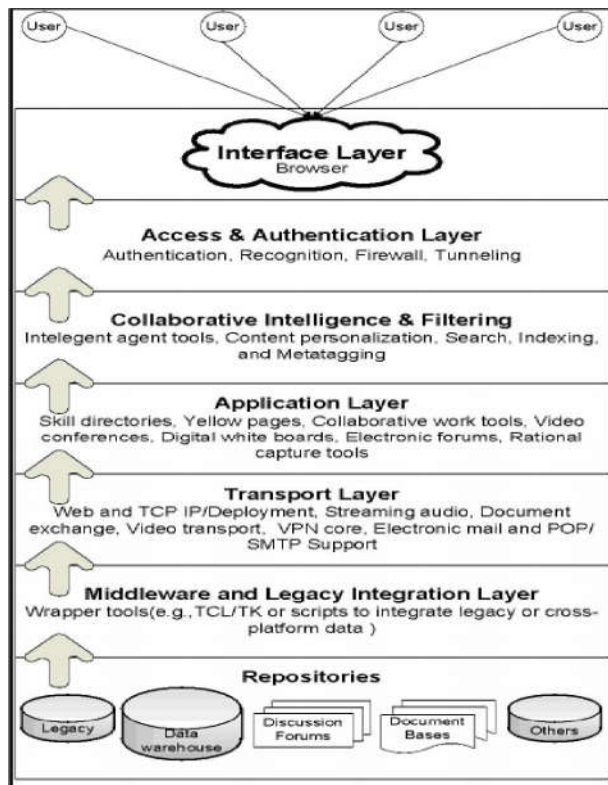 User User User User
Interface Layer
Browser
Access & Authentication Layer
Authentication, Recognition, Firewall, Tunneling
Collaborative Intelligence & Filtering
Intelegent agent tools, Content personalization, Search, Indexing,
and Metatagging
Application Layer
Skill directories, Yellow pages, Collaborative work tools, Video
conferences, Digital white boards, Electronic forums, Rational
capture tools
Transport Layer
Web and TCP IP/Deployment, Streaming audio, Document
exchange, Video transport, VPN core, Electronic mail and POP/
SMTP Support
Middleware and Legacy Integration Layer
Wrapper tools(e.g.,TCL/TK or scripts to integrate legacy or cross-
platform data )
Repositories
Legacy
Data
warehouse
Discussion
Forums
Document
Bases
Others